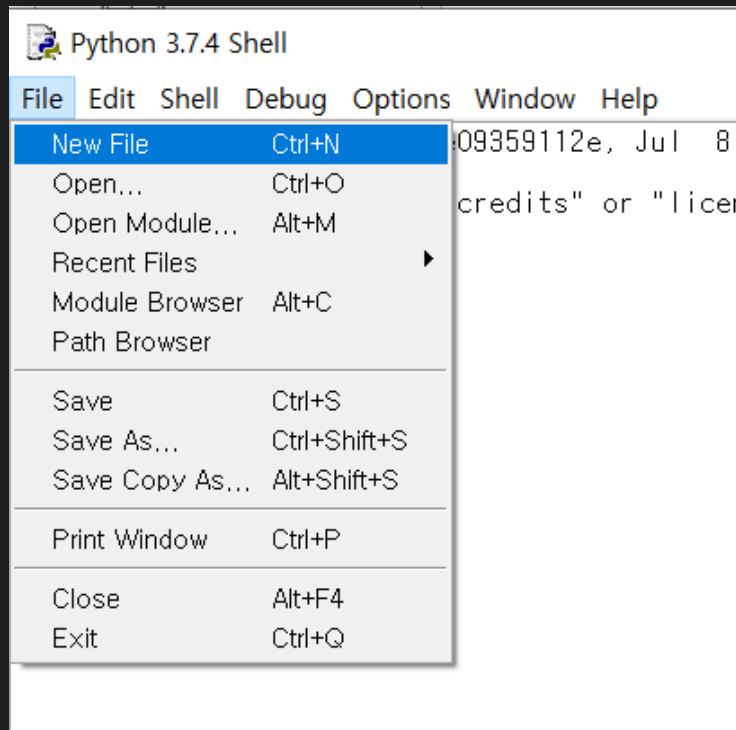 Python 3.7.4 Shell
File Edit Shell Debug Options Window Help
New File Ctrl+N
09359112e, Jul 8
Open... Ctrl+O
credits" or "licen
Open Module... Alt+M
Recent Files
Module Browser Alt+C
Path Browser
Save Ctrl+S
Save As... Ctrl+Shift+S
Save Copy As... Alt+Shift+S
Print Window Ctrl+P
Close Alt+F4
Exit Ctrl+Q